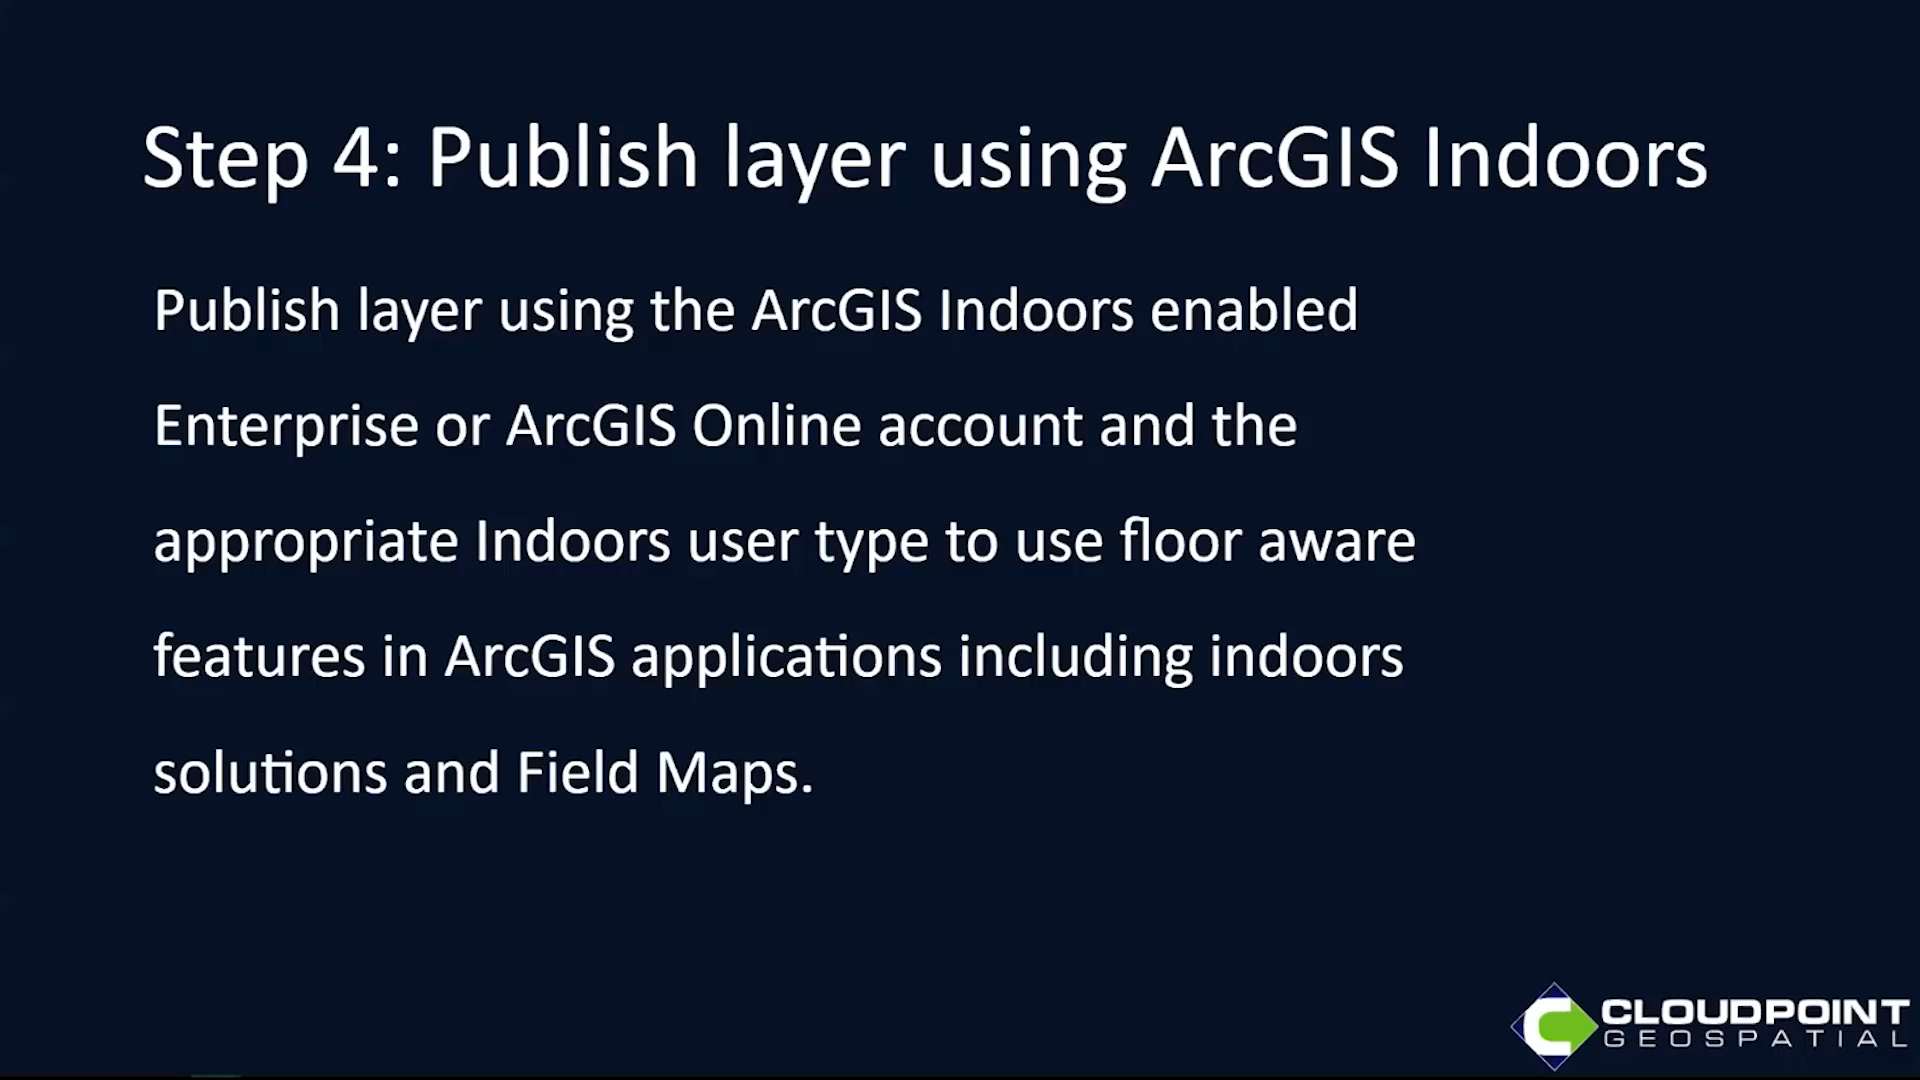 Step 4: Publish layer using ArcGIS Indoors
Publish layer using the ArcGIS Indoors enabled
Enterprise or ArcGIS Online account and the
appropriate Indoors user type to use floor aware
features in ArcGIS applications including indoors
solutions and Field Maps.
CLOUDPOINT
GEOSPATIAL